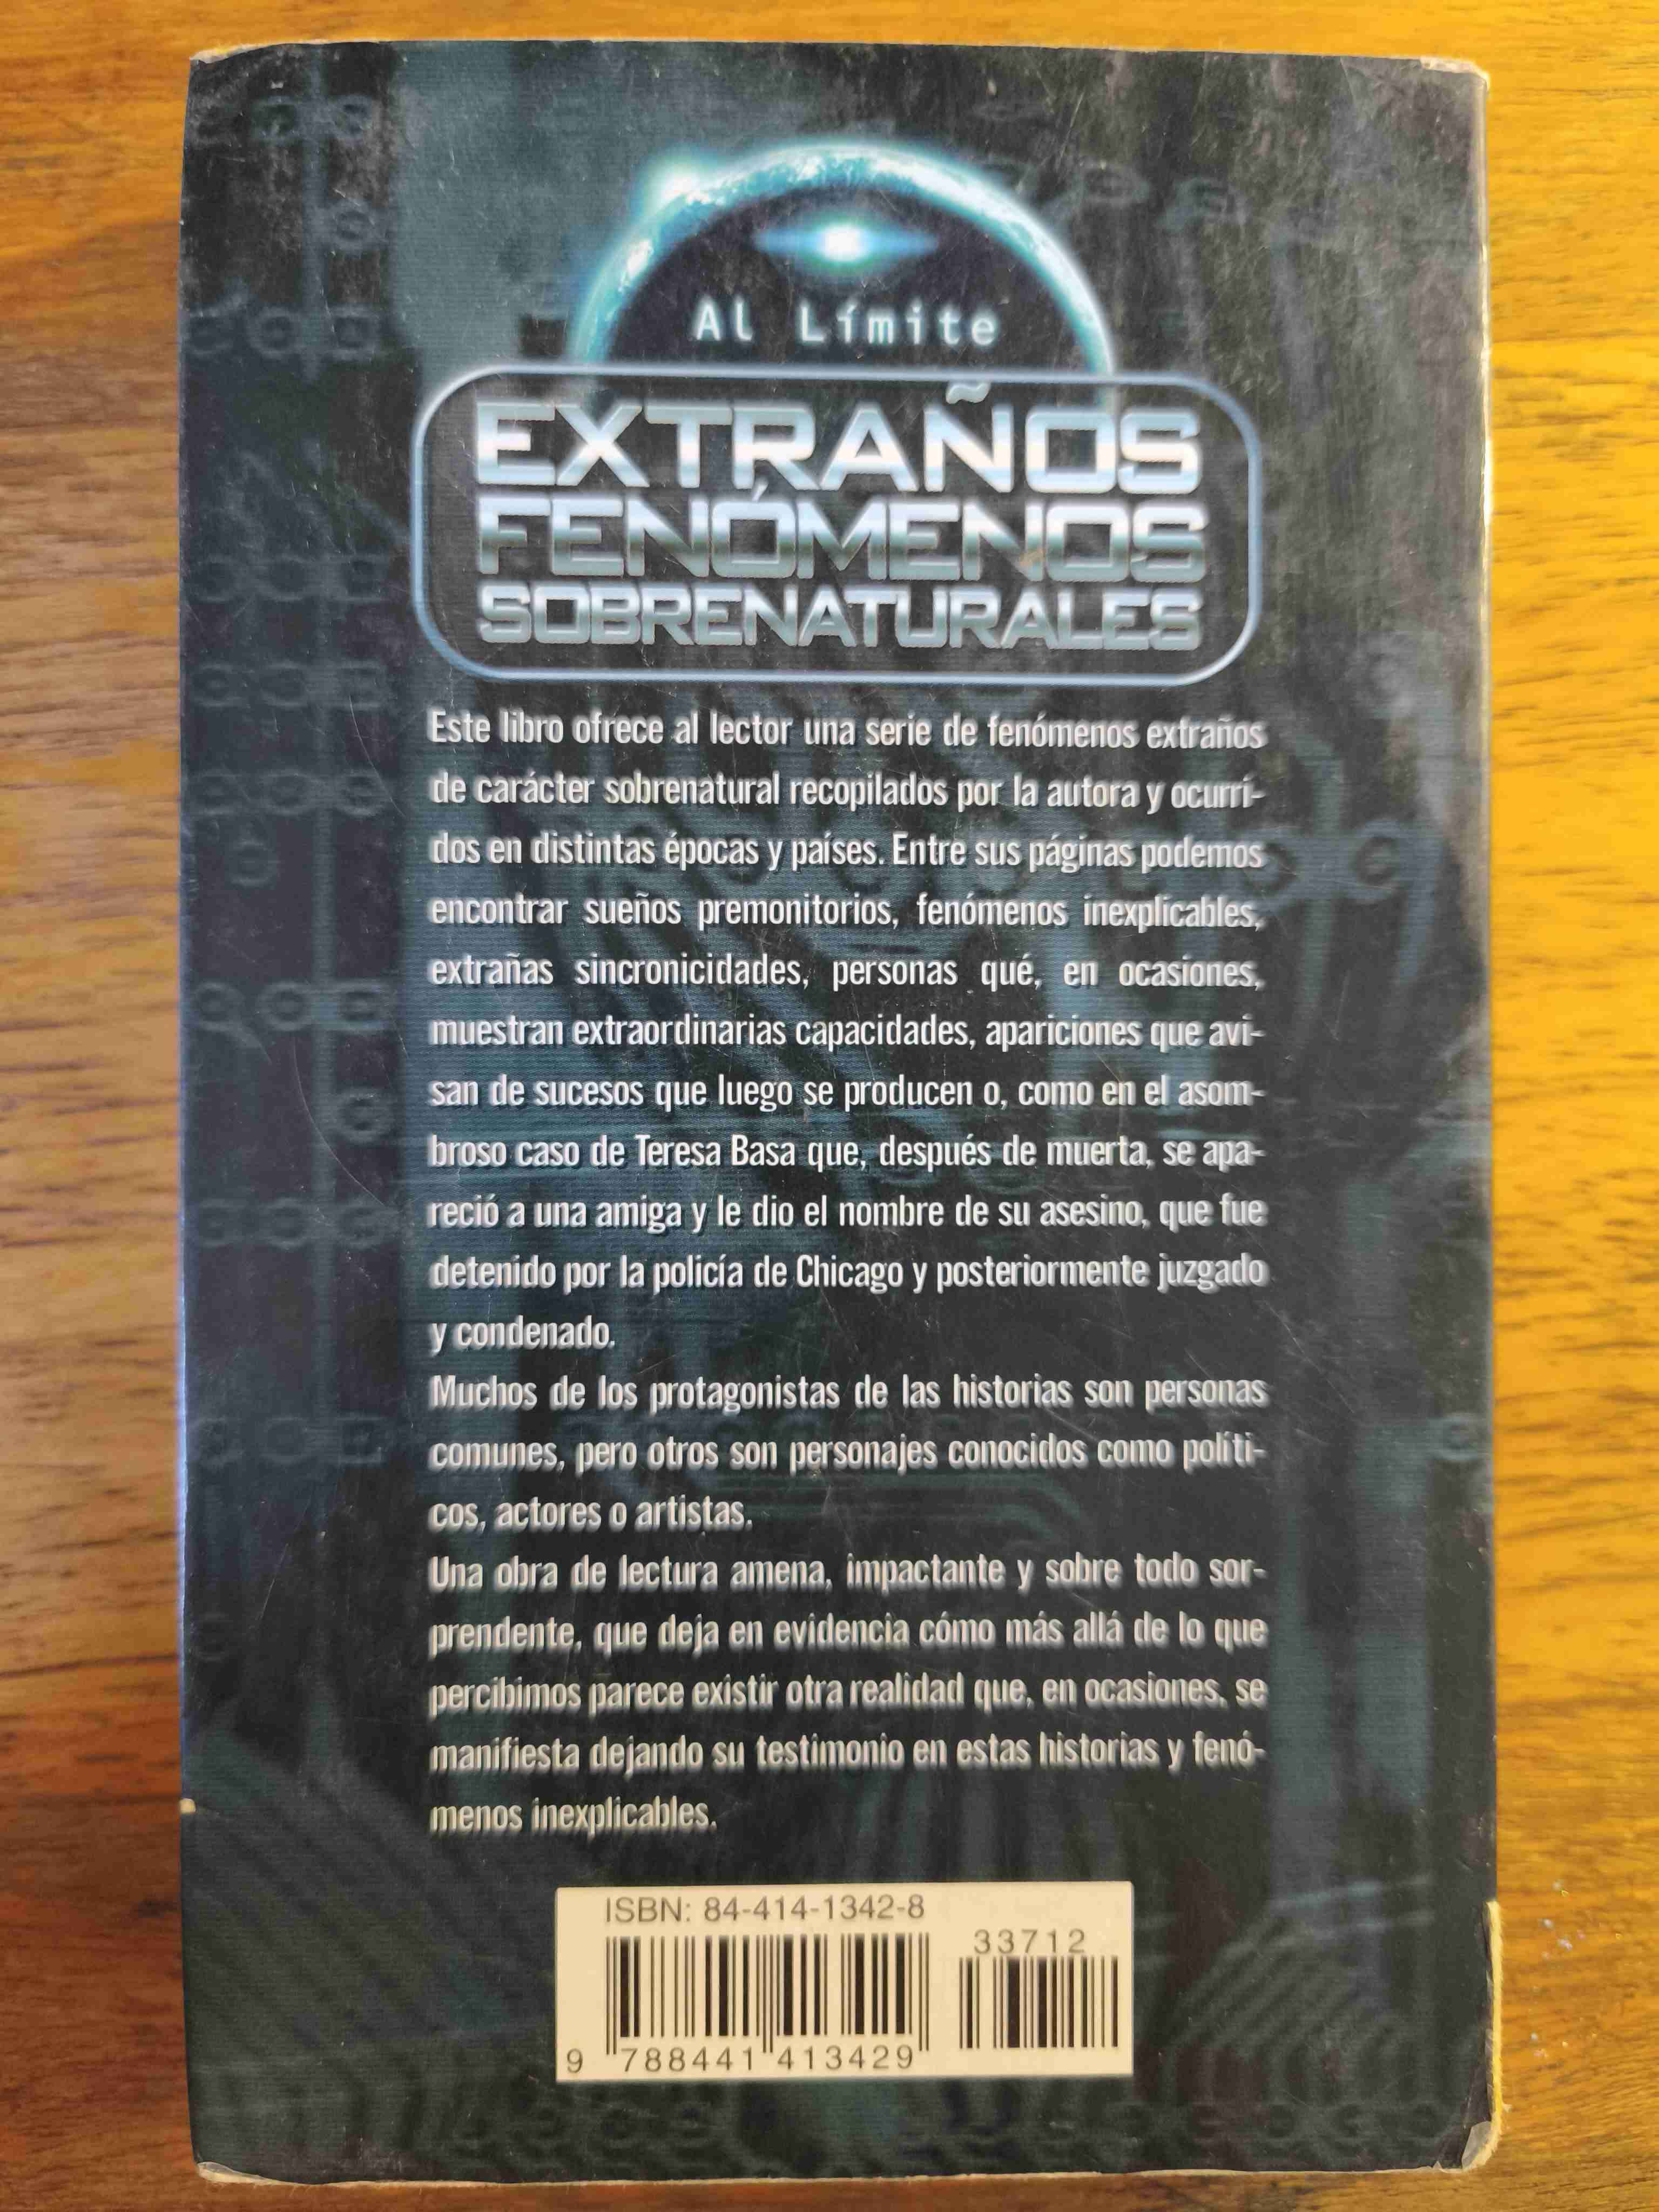 Al Límite
EXTRAÑOS
FENÓMENOS
SOBRENATURALES
Este libro ofrece al lector una serie de fenómenos extraños
de carácter sobrenatural recopilados por la autora y ocurri-
dos en distintas épocas y países. Entre sus páginas podemos
encontrar sueños premonitorios, fenómenos inexplicables,
extrañas sincronicidades, personas qué, en ocasiones,
muestran extraordinarias capacidades, apariciones que avi-
san de sucesos que luego se producen o, como en el asom-
broso caso de Teresa Basa que, después de muerta, se apa-
reció a una amiga y le dio el nombre de su asesino, que fue
detenido por la policía de Chicago y posteriormente juzgado
y condenado.
Muchos de los protagonistas de las historias son personas
comunes, pero otros son personajes conocidos como políti-
cos, actores o artistas.
Una obra de lectura amena, impactante y sobre todo sor-
prendente, que deja en evidencia cómo más allá de lo que
percibimos parece existir otra realidad que, en ocasiones, se
manifiesta dejando su testimonio en estas historias y fenó-
menos inexplicables.
ISBN: 84-414-1342-8
33712
9 788441 413429